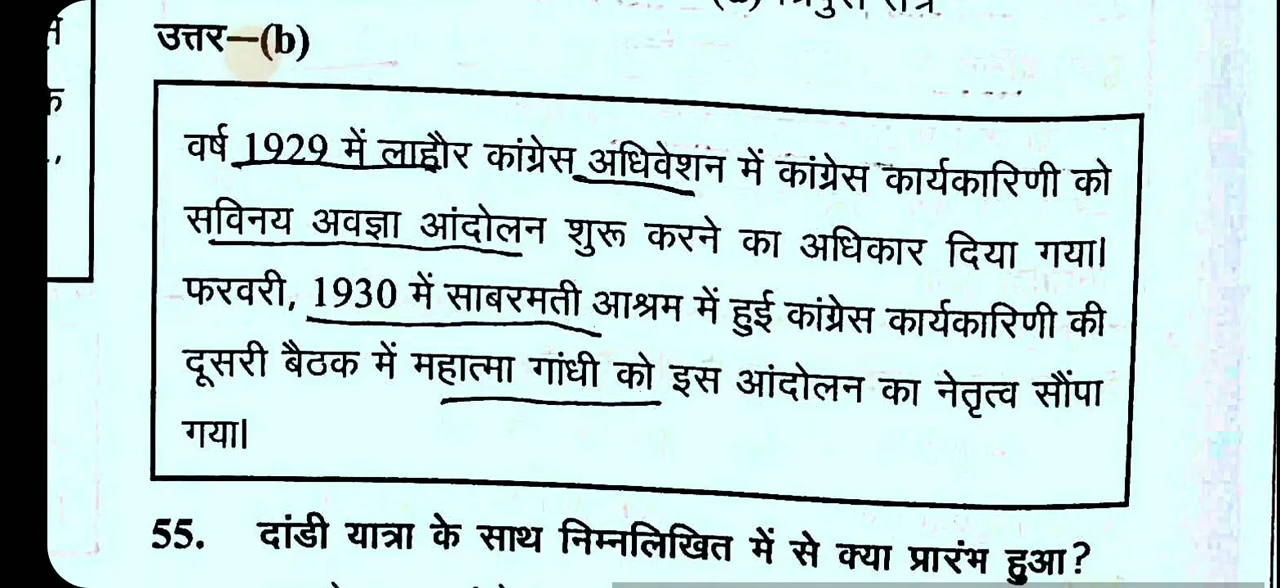 उत्तर–(b)
वर्ष 1929 में लाहौर कांग्रेस अधिवेशन में कांग्रेस कार्यकारिणी को
सविनय अवज्ञा आंदोलन शुरू करने का अधिकार दिया गया।
फरवरी, 1930 में साबरमती आश्रम में हुई कांग्रेस कार्यकारिणी की
दूसरी बैठक में महात्मा गांधी को इस आंदोलन का नेतृत्व सौंपा
गया।
55. दांडी यात्रा के साथ निम्नलिखित में से क्या प्रारंभ हुआ?